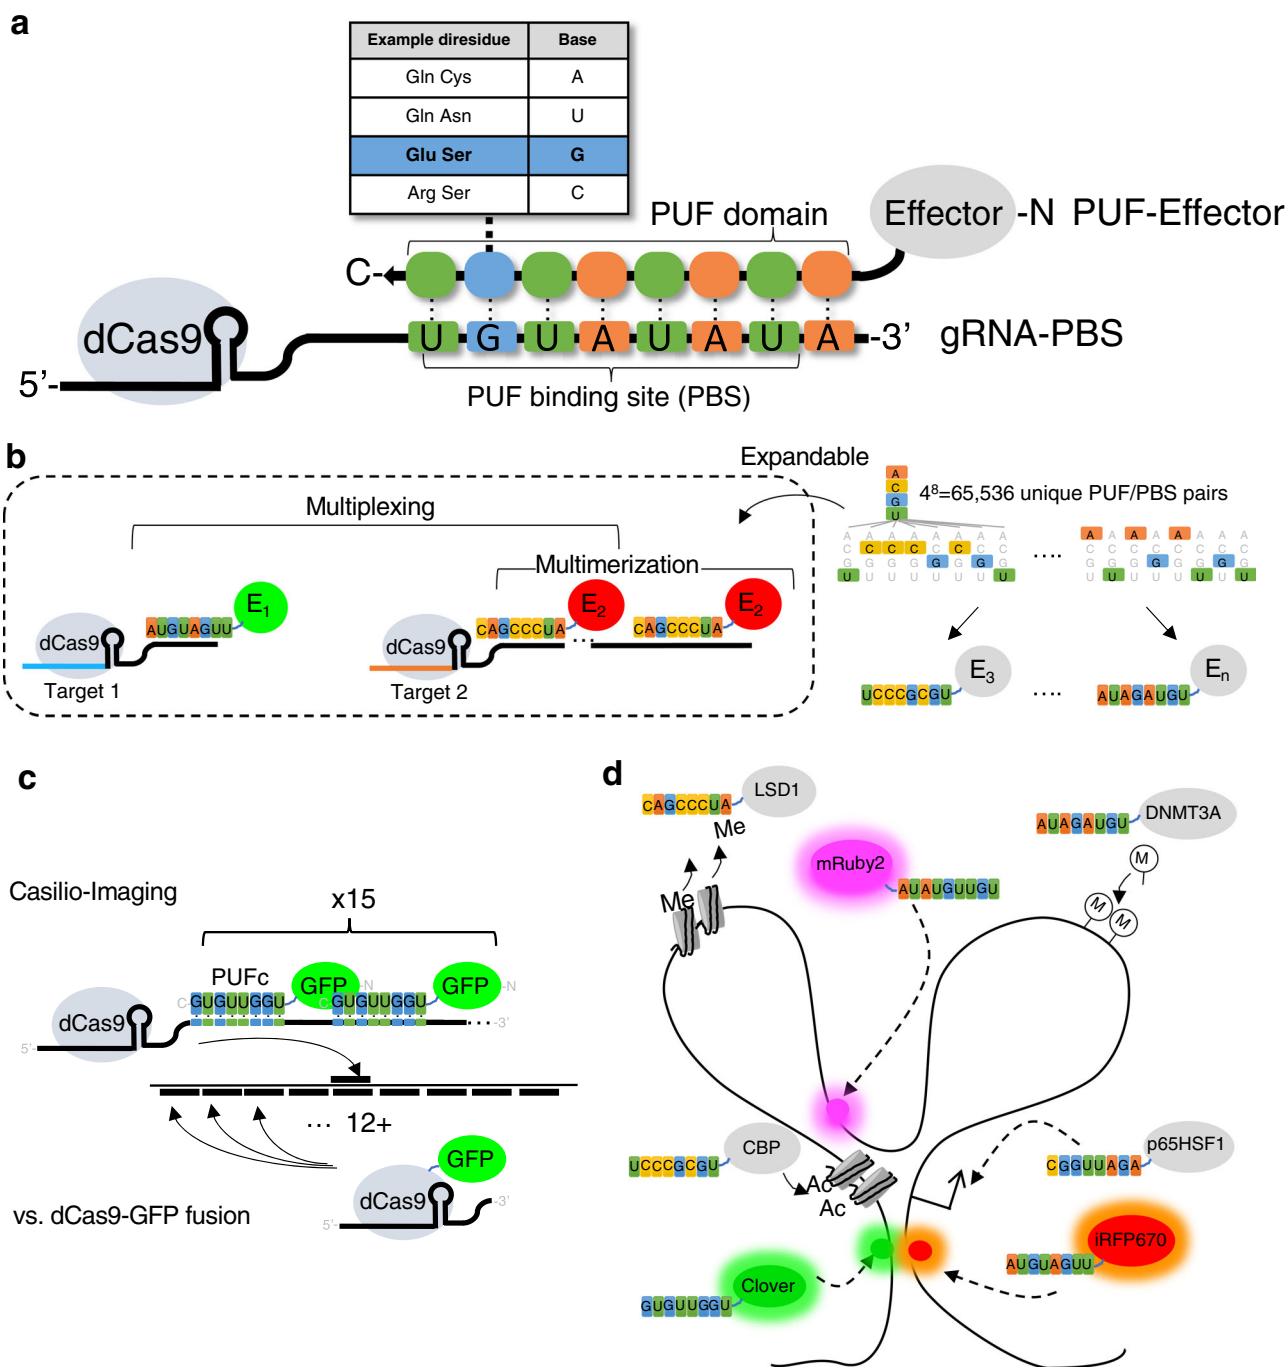 a
Example diresidue Base
Gln Cys A
Gln Asn U
Glu Ser G
Arg Ser C
PUF domain
Effector -N PUF-Effector
C-
dCas9
U G U A U A U A -3’ gRNA-PBS
5’-
PUF binding site (PBS)
b
Expandable
Multiplexing
A
C
G
U
4⁸=65,536 unique PUF/PBS pairs
A A A A A A A A
C C C C C C C C
G G G G G G G G
U U U U U U U U
....
A A A A A A A A
C C C C C C C C
G G G G G G G G
U U U U U U U U
Multimerization
E₁
AUGUAGUU
dCas9
Target 1
E₂
CAGCCCUA
...
E₂
CAGCCCUA
dCas9
Target 2
E₃
UCCCGCGU
....
Eₙ
AUAGAUGU
c
Casilio-Imaging
x15
PUFc
GFP -N
C- GUGUUGGU
GFP -N
C- GUGUUGGU
dCas9
5’-
...-3’
... 12+
GFP
dCas9
-3’
5’-
vs. dCas9-GFP fusion
d
LSD1
CAGCCCUA
Me
Me
mRuby2
AUAUGUUGU
DNMT3A
AUAGAUGU
M
M
M
CBP
UCCCGCGU
Ac
Ac
p65HSF1
CGGUUAGA
iRFP670
AUGUAGUU
Clover
GUGUUGGU